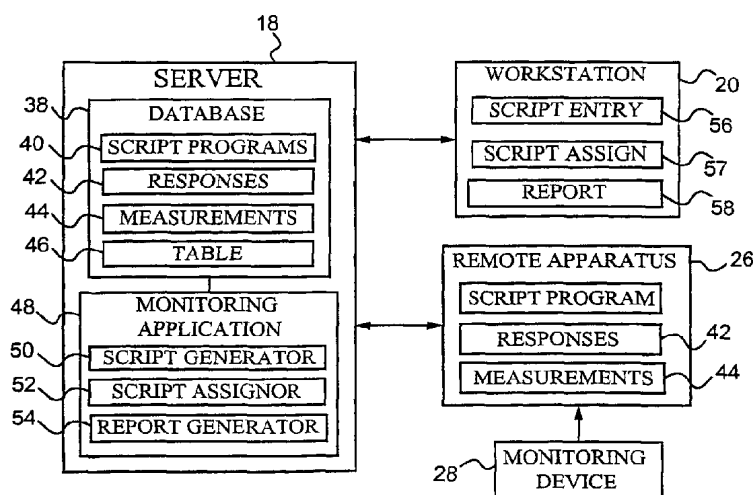 18
SERVER
38
DATABASE
40
SCRIPT PROGRAMS
42
RESPONSES
44
MEASUREMENTS
46
TABLE
48
MONITORING
APPLICATION
50
SCRIPT GENERATOR
52
SCRIPT ASSIGNOR
54
REPORT GENERATOR
WORKSTATION
20
SCRIPT ENTRY
56
SCRIPT ASSIGN
57
REPORT
58
REMOTE APPARATUS
26
SCRIPT PROGRAM
RESPONSES
42
MEASUREMENTS
44
28
MONITORING
DEVICE